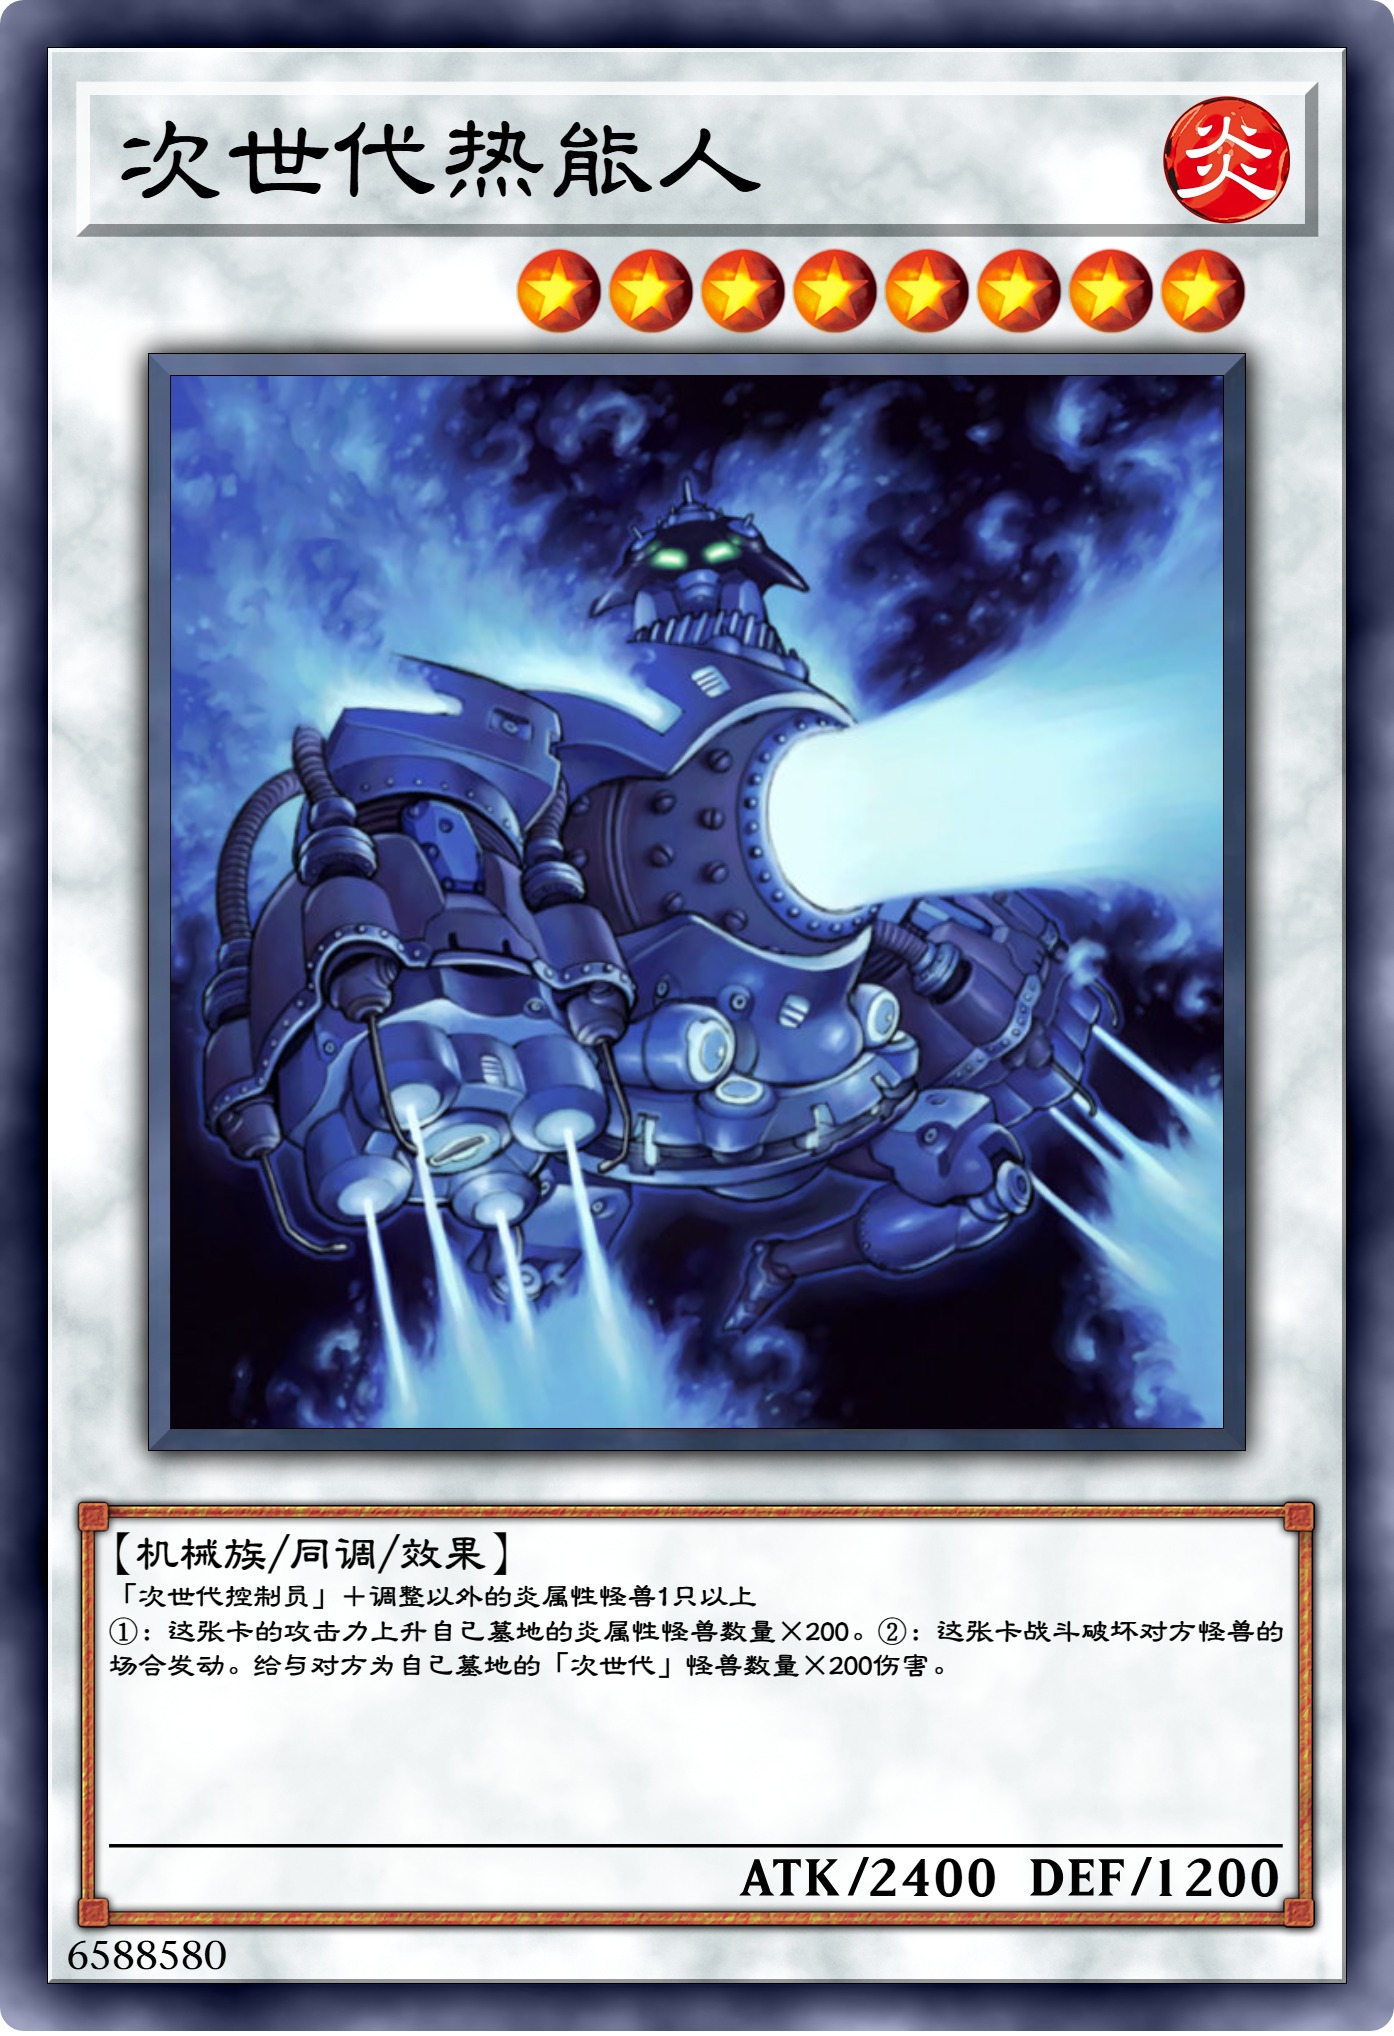 次世代热能人
炎
【机械族/同调/效果】
「次世代控制员」＋调整以外的炎属性怪兽1只以上
①：这张卡的攻击力上升自己墓地的炎属性怪兽数量×200。②：这张卡战斗破坏对方怪兽的
场合发动。给与对方为自己墓地的「次世代」怪兽数量×200伤害。
ATK/2400 DEF/1200
6588580